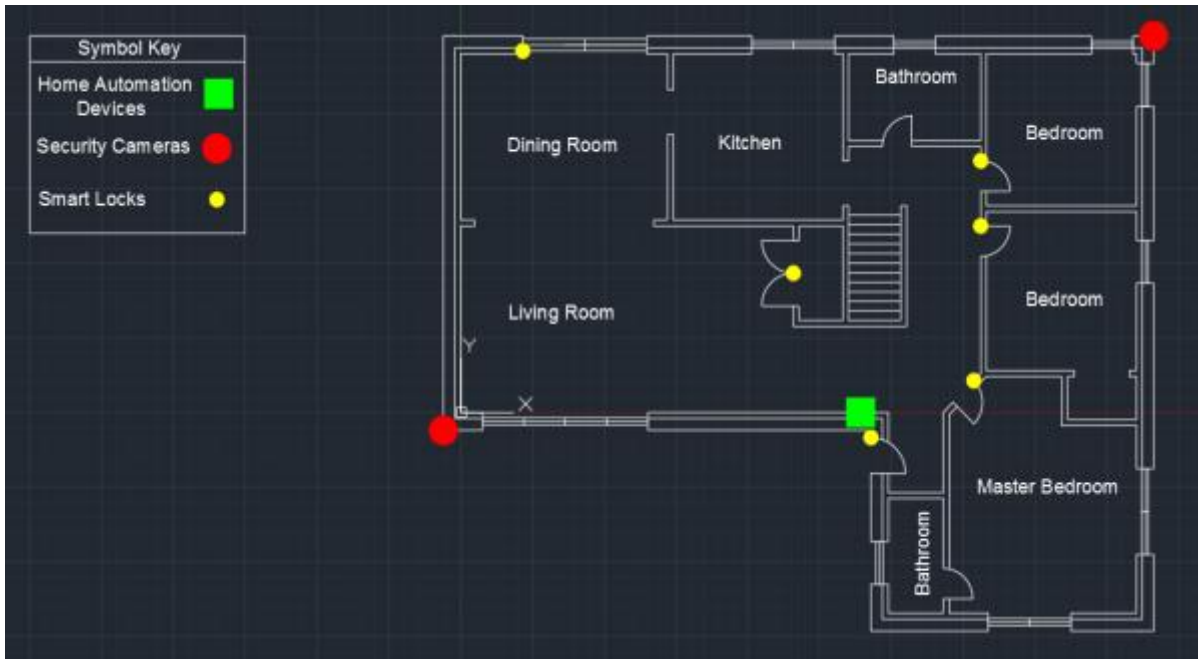 Symbol Key
Home Automation
Devices
Security Cameras
Smart Locks
Bathroom
Dining Room
KItchen
Bedroom
Living Room
Bedroom
Y
X
Master Bedroom
Bathroom